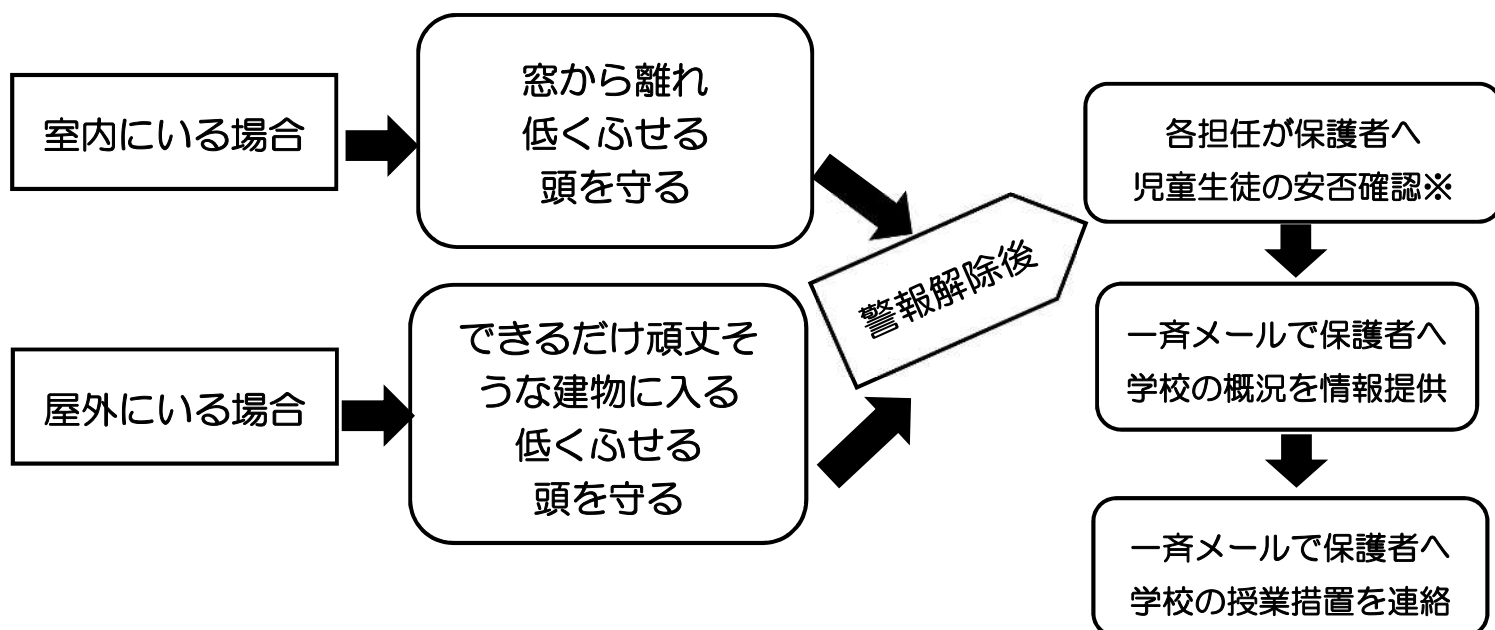 室内にいる場合
窓から離れ
低くふせる
頭を守る
屋外にいる場合
できるだけ頑丈そ
うな建物に入る
低くふせる
頭を守る
警報解除後
各担任が保護者へ
児童生徒の安否確認※
一斉メールで保護者へ
学校の概況を情報提供
一斉メールで保護者へ
学校の授業措置を連絡